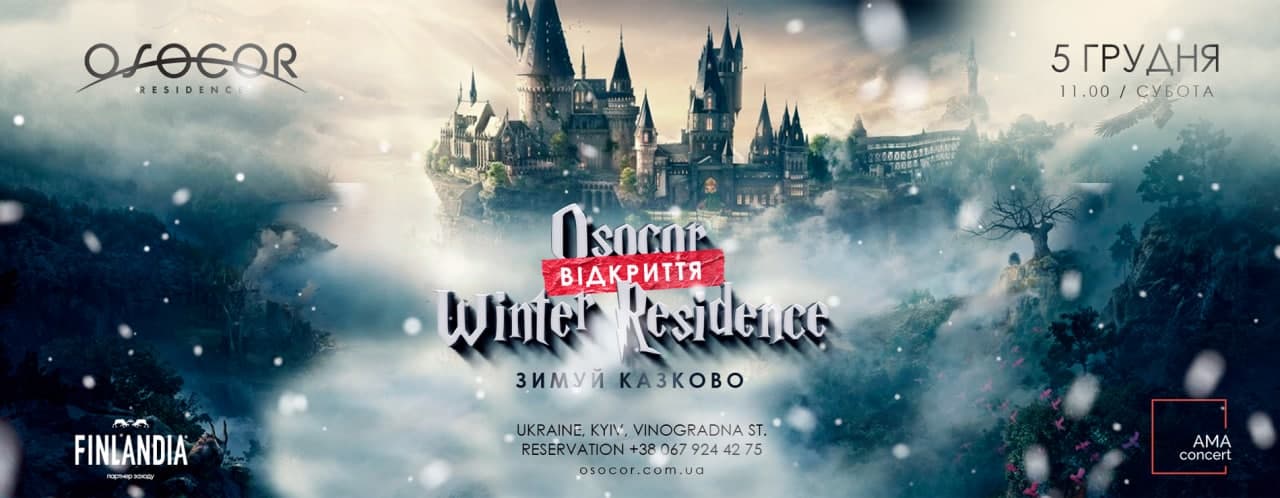 OSOCOR
RESIDENCE
5 ГРУДНЯ
11.00 / СУБОТА
Osocor
ВІДКРИТТЯ
Winter Residence
ЗИМУЙ КАЗКОВО
UKRAINE, KYIV, VINOGRADNA ST.
RESERVATION +38 067 924 42 75
osocor.com.ua
FINLANDIA
партнер заходу
AMA
concert